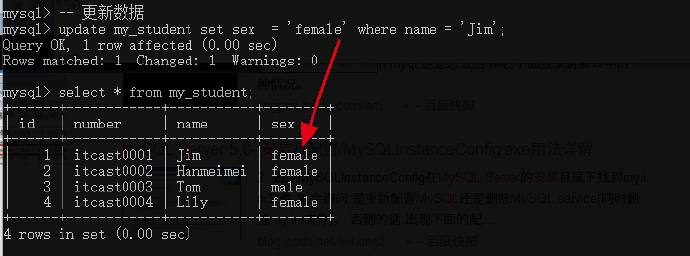 mysql> -- 更新数据
mysql> update my_student set sex  = 'female' where name = 'Jim';
Query OK, 1 row affected (0.00 sec)
Rows matched: 1  Changed: 1  Warnings: 0
mysql> select * from my_student;
+----+------------+-----------+--------+
| id | number     | name      | sex    |
+----+------------+-----------+--------+
|  1 | itcast0001 | Jim       | female |
|  2 | itcast0002 | Hanmeimei | female |
|  3 | itcast0003 | Tom       | male   |
|  4 | itcast0004 | Lily      | female |
+----+------------+-----------+--------+
4 rows in set (0.00 sec)